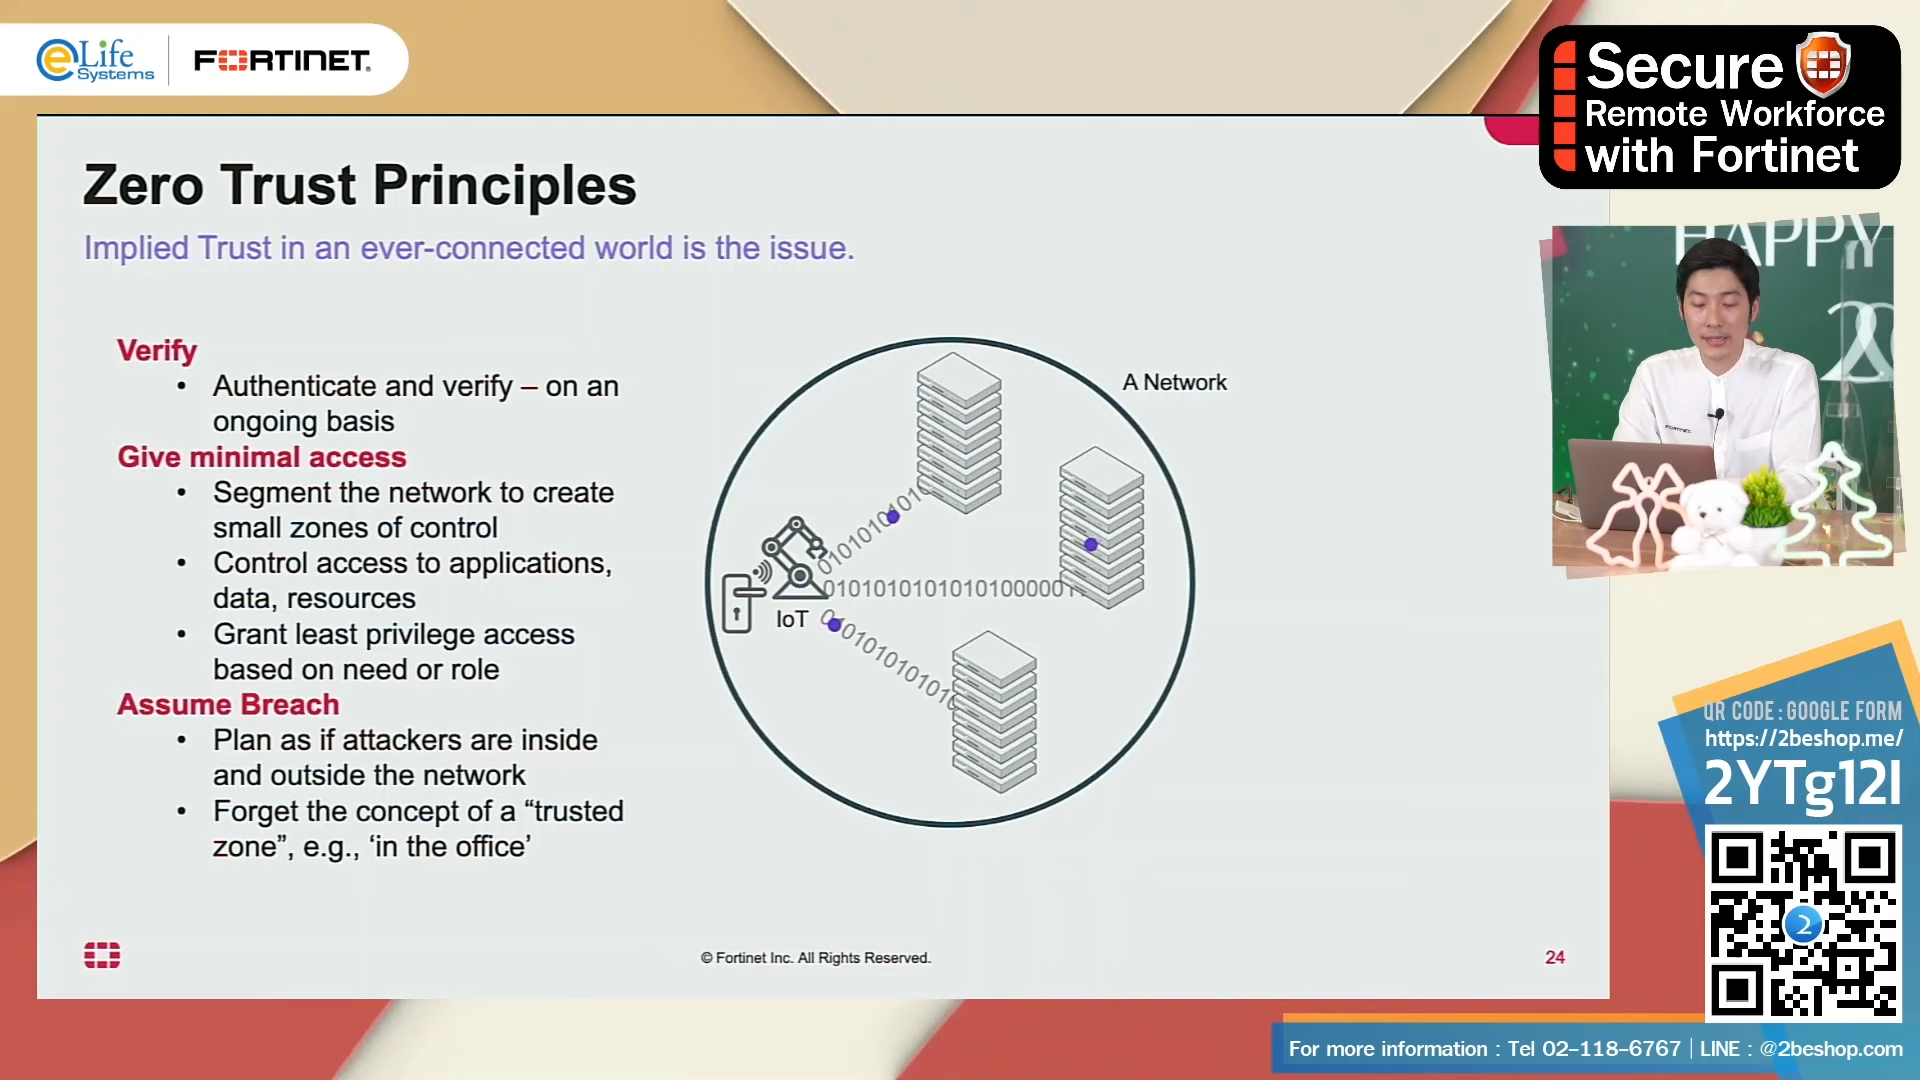 eLife
Systems
FORTINET
Secure
Remote Workforce
with Fortinet
Zero Trust Principles
Implied Trust in an ever-connected world is the issue.
Verify
• Authenticate and verify – on an
ongoing basis
Give minimal access
• Segment the network to create
small zones of control
• Control access to applications,
data, resources
• Grant least privilege access
based on need or role
Assume Breach
• Plan as if attackers are inside
and outside the network
• Forget the concept of a “trusted
zone”, e.g., ‘in the office’
A Network
IoT
© Fortinet Inc. All Rights Reserved.
24
HAPPY
FORTINET
QR CODE : GOOGLE FORM
https://2beshop.me/
2YTg12I
2
For more information : Tel 02-118-6767 | LINE : @2beshop.com